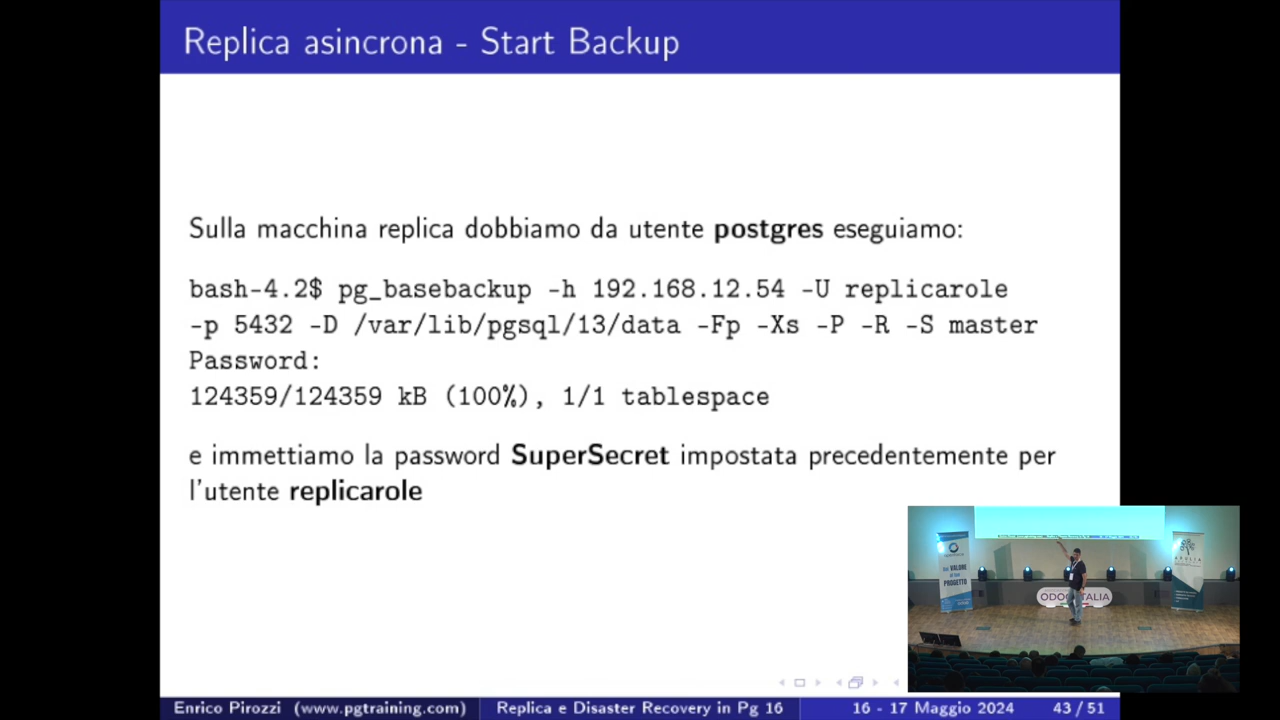 Replica asincrona - Start Backup
Sulla macchina replica dobbiamo da utente postgres eseguiamo:
bash-4.2$ pg_basebackup -h 192.168.12.54 -U replicarole
-p 5432 -D /var/lib/pgsql/13/data -Fp -Xs -P -R -S master
Password:
124359/124359 kB (100%), 1/1 tablespace
e immettiamo la password SuperSecret impostata precedentemente per
l'utente replicarole
Enrico Pirozzi (www.pgtraining.com) Replica e Disaster Recovery in Pg 16 16 - 17 Maggio 2024 43 / 51
VALORE
PROGETTO